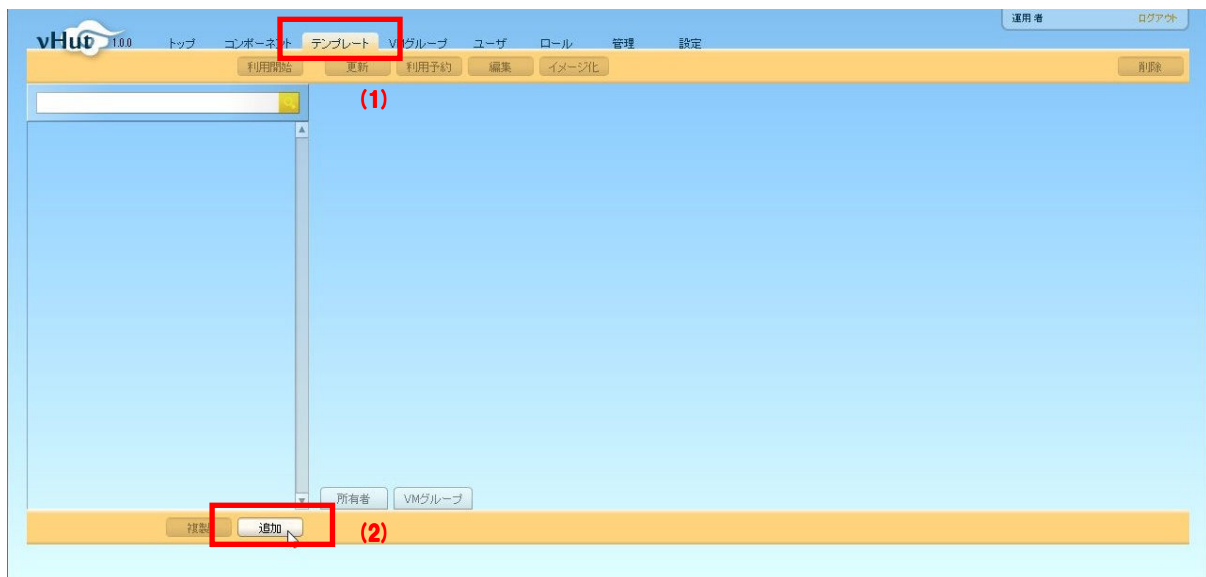 運用 者 ログアウト
vHut 1.0.0 トップ コンポーネント テンプレート VMグループ ユーザ ロール 管理 設定
利用開始 更新 利用予約 編集 イメージ化 削除
(1)
所有者 VMグループ
複製 追加 (2)